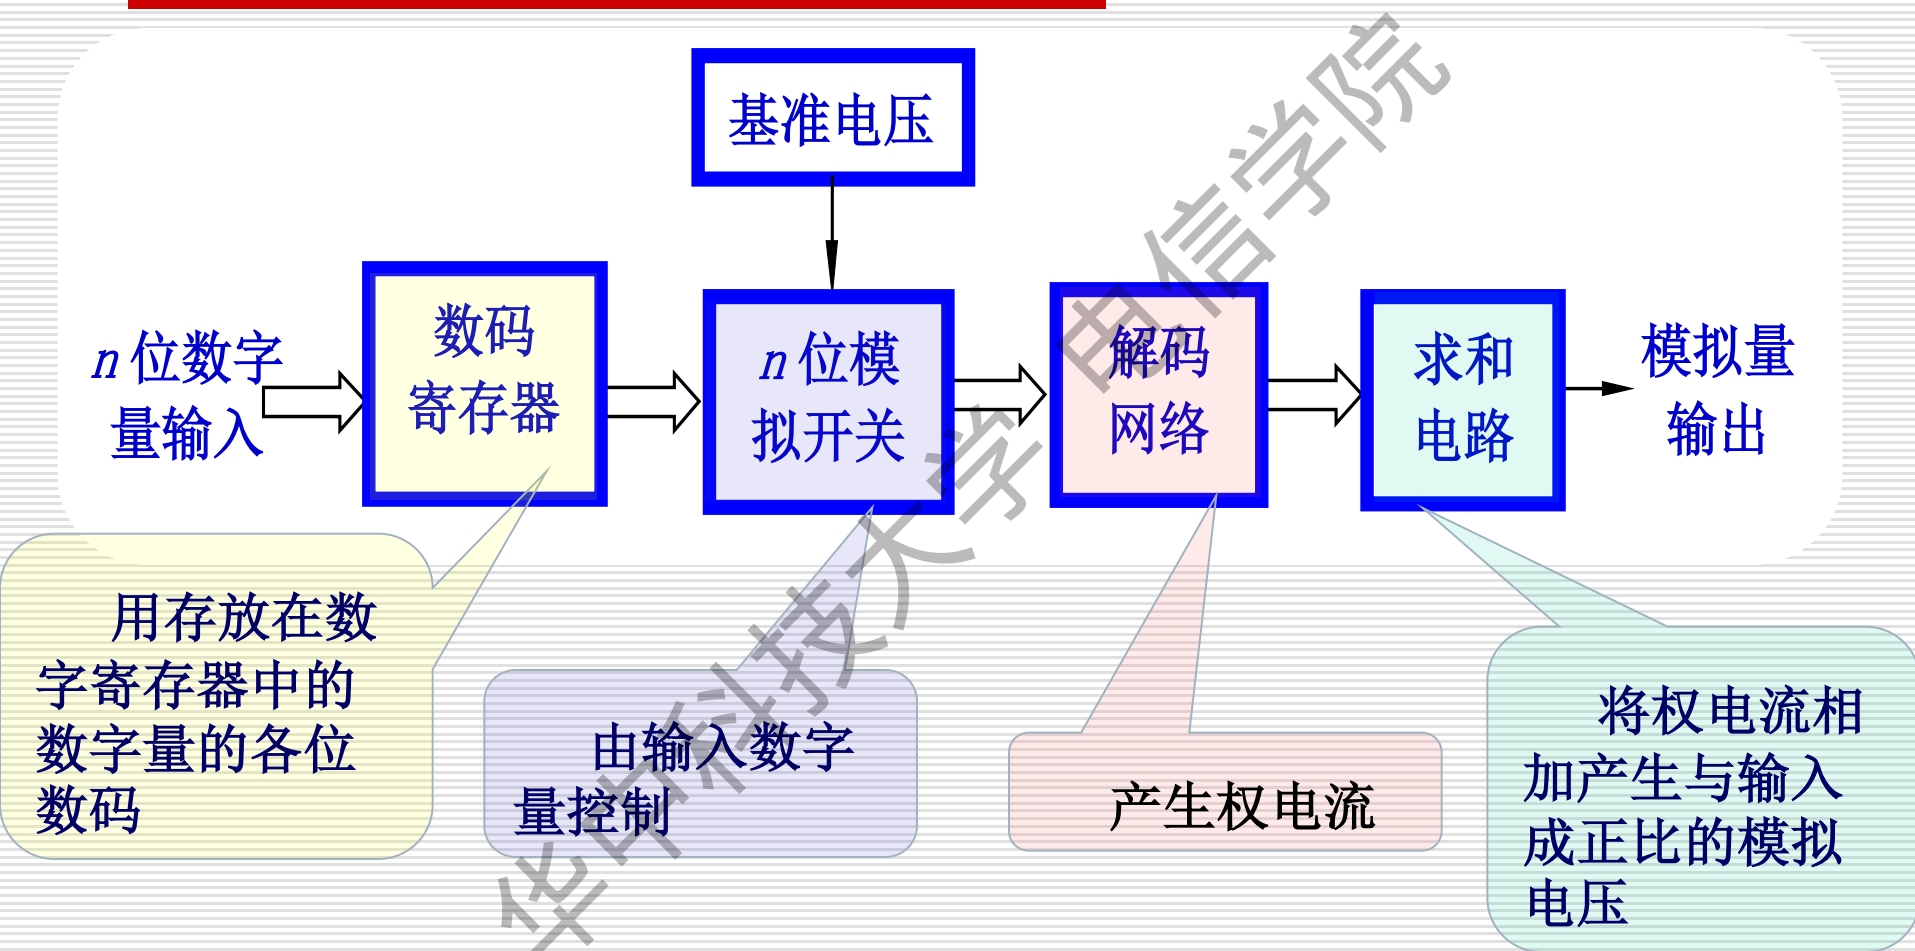 基准电压
n 位数字
量输入
数码
寄存器
n 位模
拟开关
解码
网络
求和
电路
模拟量
输出
用存放在数
字寄存器中的
数字量的各位
数码
由输入数字
量控制
产生权电流
将权电流相
加产生与输入
成正比的模拟
电压
华中科技大学 电信学院